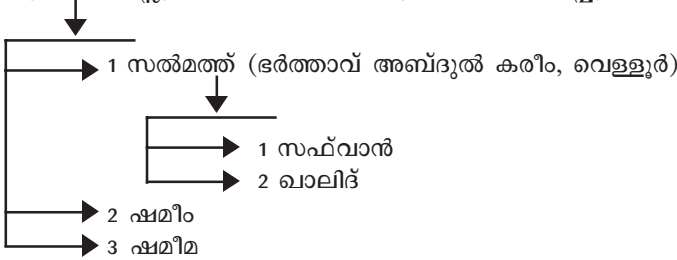 1 സൽമത്ത് (ഭർത്താവ് അബ്ദുൽ കരീം, വെള്ളൂർ)
1 സഫ്‌വാൻ
2 ഖാലിദ്
2 ഷമീം
3 ഷമീമ